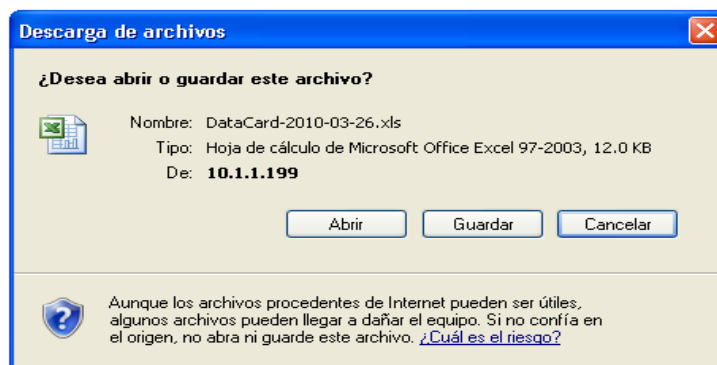 Descarga de archivos
¿Desea abrir o guardar este archivo?
Nombre: DataCard-2010-03-26.xls
Tipo: Hoja de cálculo de Microsoft Office Excel 97-2003, 12.0 KB
De: 10.1.1.199
Abrir Guardar Cancelar
Aunque los archivos procedentes de Internet pueden ser útiles,
algunos archivos pueden llegar a dañar el equipo. Si no confía en
el origen, no abra ni guarde este archivo. ¿Cuál es el riesgo?